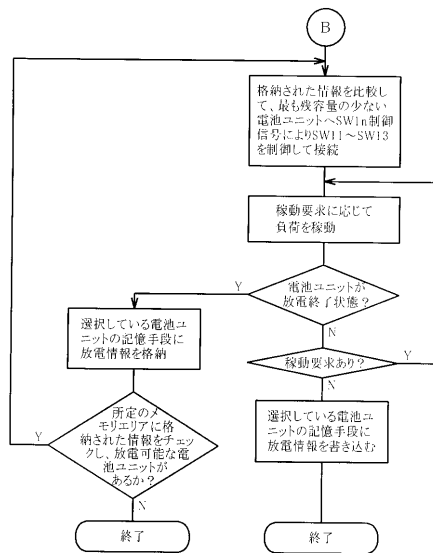 B
格納された情報を比較し
て、最も残容量の少ない
電池ユニットへSW1n制御
信号によりSW11～SW13
を制御して接続
稼動要求に応じて
負荷を稼動
電池ユニットが
放電終了状態？
Y
N
選択している電池ユ
ニットの記憶手段に
放電情報を格納
稼動要求あり？
Y
N
所定のメ
モリエリアに格
納された情報をチェッ
クし、放電可能な電
池ユニットが
あるか？
Y
N
選択している電池ユ
ニットの記憶手段に
放電情報を書き込む
終了
終了